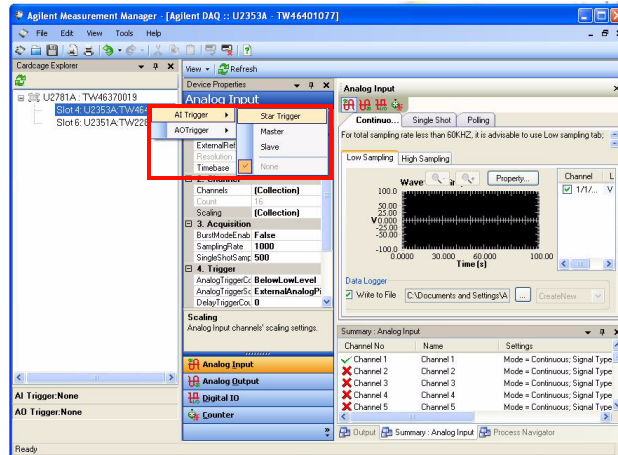 Agilent Measurement Manager - [Agilent DAQ :: U2353A - TW46401077]
File Edit View Tools Help
Cardcage Explorer
U2781A : TW46370019
Slot 4: U2353A:TW464
Slot 6: U2351A:TW228
AI Trigger:None
AO Trigger:None
Ready
View Refresh
Device Properties
Analog Input
AI Trigger
AOTrigger
Star Trigger
Master
Slave
None
ExternalRef
Resolution
Timebase
2. Channel
Channels (Collection)
Count 16
Scaling (Collection)
3. Acquisition
BurstModeEnab False
SamplingRate 1000
SingleShotSamp 500
4. Trigger
AnalogTriggerCc BelowLowLevel
AnalogTriggerSc ExternalAnalogPi
DelayTriggerCou 0
Scaling
Analog Input channels' scaling settings.
Analog Input
Analog Output
Digital IO
Counter
Analog Input
Continuo... Single Shot Polling
For total sampling rate less than 60KHZ, it is advisable to use Low sampling tab;
Low Sampling High Sampling
Wave
Property...
100.0
50.00
25.00
V0.000
-25.00
-50.00
-100.0
0.0000 30.000 60.000 100.00
Time (s)
Channel L
1/1/... V
Data Logger
Write to File C:\Documents and Settings\A ... CreateNew
Summary : Analog Input
Channel No Name Settings
Channel 1 Channel 1 Mode = Continuous; Signal Type
Channel 2 Channel 2 Mode = Continuous; Signal Type
Channel 3 Channel 3 Mode = Continuous; Signal Type
Channel 4 Channel 4 Mode = Continuous; Signal Type
Channel 5 Channel 5 Mode = Continuous; Signal Type
Output Summary : Analog Input Process Navigator